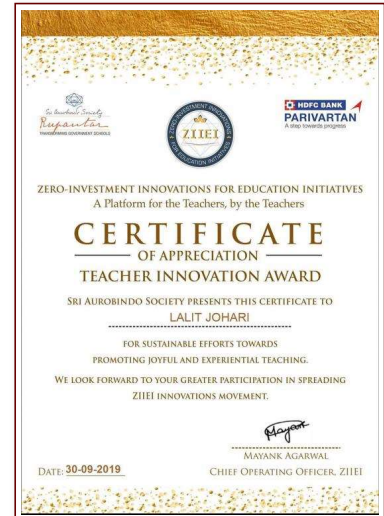 Sri Aurobindo Society
Rupantar
TRANSFORMING GOVERNMENT SCHOOLS
ZERO-INVESTMENT INNOVATIONS
ZIIEI
FOR EDUCATION INITIATIVES
HDFC BANK
PARIVARTAN
A step towards progress
ZERO-INVESTMENT INNOVATIONS FOR EDUCATION INITIATIVES
A Platform for the Teachers, by the Teachers
CERTIFICATE
OF APPRECIATION
TEACHER INNOVATION AWARD
SRI AUROBINDO SOCIETY PRESENTS THIS CERTIFICATE TO
LALIT JOHARI
FOR SUSTAINABLE EFFORTS TOWARDS
PROMOTING JOYFUL AND EXPERIENTIAL TEACHING.
WE LOOK FORWARD TO YOUR GREATER PARTICIPATION IN SPREADING
ZIIEI INNOVATIONS MOVEMENT.
Mayank
MAYANK AGARWAL
DATE: 30-09-2019
CHIEF OPERATING OFFICER, ZIIEI